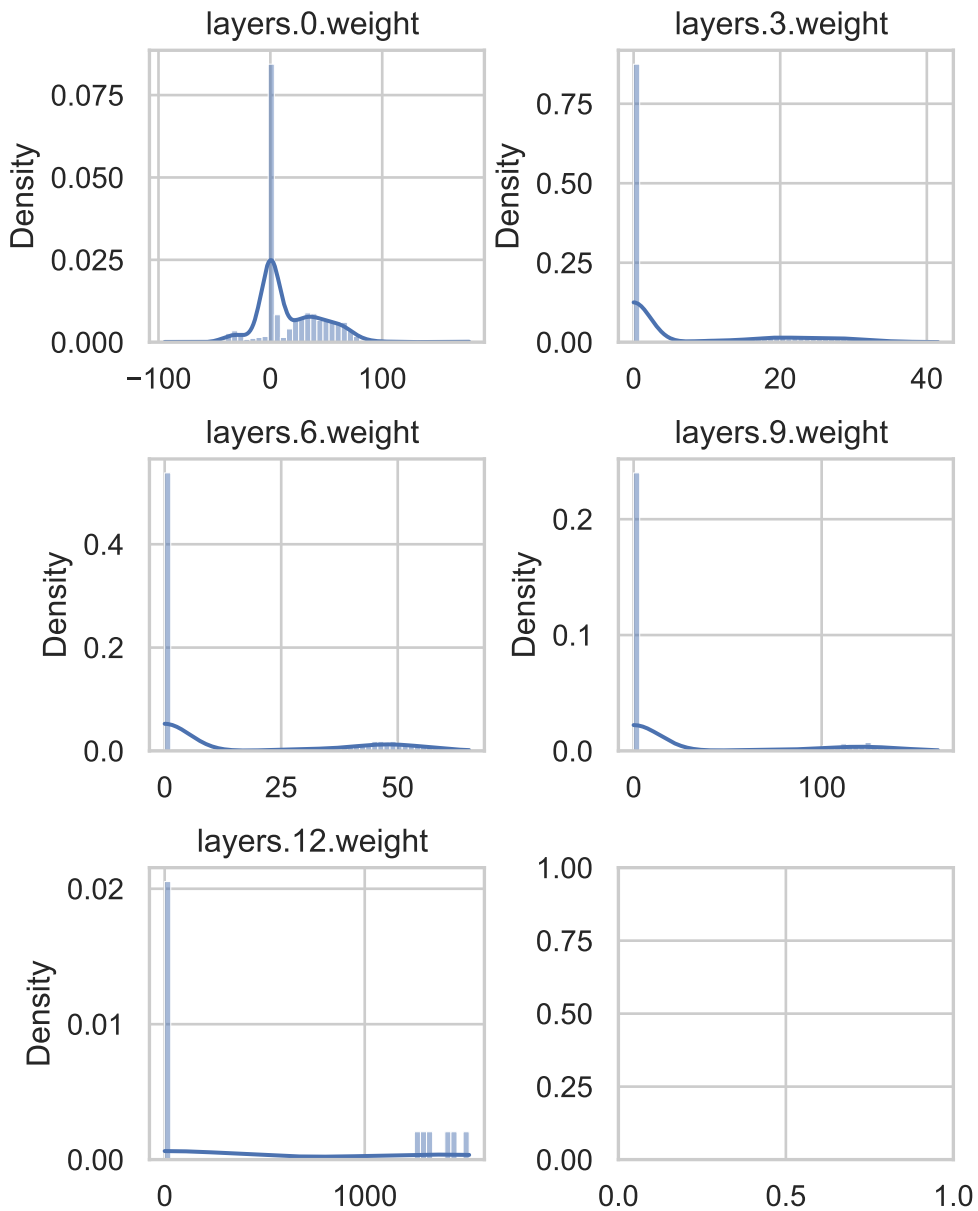 layers.0.weight
0.075
0.050
0.025
0.000
Density
−100 0 100
layers.3.weight
0.75
0.50
0.25
0.00
Density
0 20 40
layers.6.weight
0.4
0.2
0.0
Density
0 25 50
layers.9.weight
0.2
0.1
0.0
Density
0 100
layers.12.weight
0.02
0.01
0.00
Density
0 1000
1.00
0.75
0.50
0.25
0.00
0.0 0.5 1.0